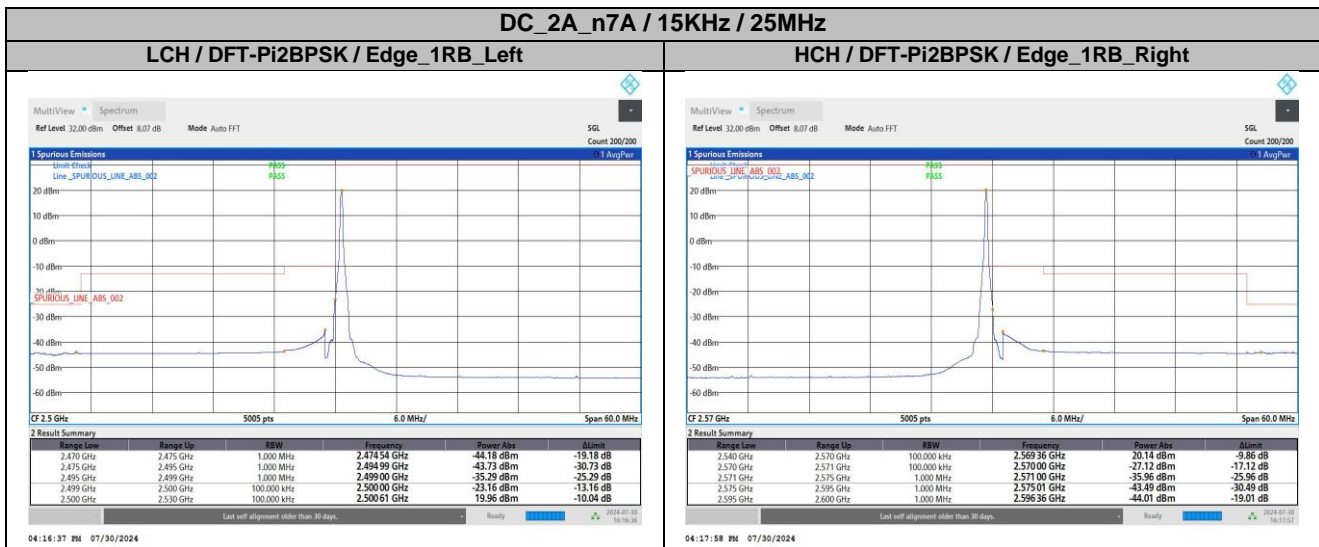 DC_2A_n7A / 15KHz / 25MHz
LCH / DFT-Pi2BPSK / Edge_1RB_Left
MultiView Spectrum
Ref Level 32.00 dBm Offset 8.07 dB Mode Auto FFT SGL
Count 200/200
1 Spurious Emissions 1 AvgPwr
Limit Check PASS
Line _SPURIOUS_LINE_ABS_002 PASS
20 dBm
10 dBm
0 dBm
-10 dBm
-20 dBm
SPURIOUS_LINE_ABS_002
-30 dBm
-40 dBm
-50 dBm
-60 dBm
CF 2.5 GHz 5005 pts 6.0 MHz/ Span 60.0 MHz
2 Result Summary
Range Low Range Up RBW Frequency Power Abs ΔLimit
2.470 GHz 2.475 GHz 1.000 MHz 2.474 54 GHz -44.18 dBm -19.18 dB
2.475 GHz 2.495 GHz 1.000 MHz 2.494 99 GHz -43.73 dBm -30.73 dB
2.495 GHz 2.499 GHz 1.000 MHz 2.499 00 GHz -35.29 dBm -25.29 dB
2.499 GHz 2.500 GHz 100.000 kHz 2.500 00 GHz -23.16 dBm -13.16 dB
2.500 GHz 2.530 GHz 100.000 kHz 2.500 61 GHz 19.96 dBm -10.04 dB
Last self alignment older than 30 days. Ready 2024-07-30
16:16:36
04:16:37 PM 07/30/2024
HCH / DFT-Pi2BPSK / Edge_1RB_Right
MultiView Spectrum
Ref Level 32.00 dBm Offset 8.07 dB Mode Auto FFT SGL
Count 200/200
1 Spurious Emissions 1 AvgPwr
Limit Check PASS
SPURIOUS_LINE_ABS_002
Line _SPURIOUS_LINE_ABS_002 PASS
20 dBm
10 dBm
0 dBm
-10 dBm
-20 dBm
-30 dBm
-40 dBm
-50 dBm
-60 dBm
CF 2.57 GHz 5005 pts 6.0 MHz/ Span 60.0 MHz
2 Result Summary
Range Low Range Up RBW Frequency Power Abs ΔLimit
2.540 GHz 2.570 GHz 100.000 kHz 2.569 36 GHz 20.14 dBm -9.86 dB
2.570 GHz 2.571 GHz 100.000 kHz 2.570 00 GHz -27.12 dBm -17.12 dB
2.571 GHz 2.575 GHz 1.000 MHz 2.571 00 GHz -35.96 dBm -25.96 dB
2.575 GHz 2.595 GHz 1.000 MHz 2.575 01 GHz -43.49 dBm -30.49 dB
2.595 GHz 2.600 GHz 1.000 MHz 2.596 36 GHz -44.01 dBm -19.01 dB
Last self alignment older than 30 days. Ready 2024-07-30
16:17:57
04:17:58 PM 07/30/2024